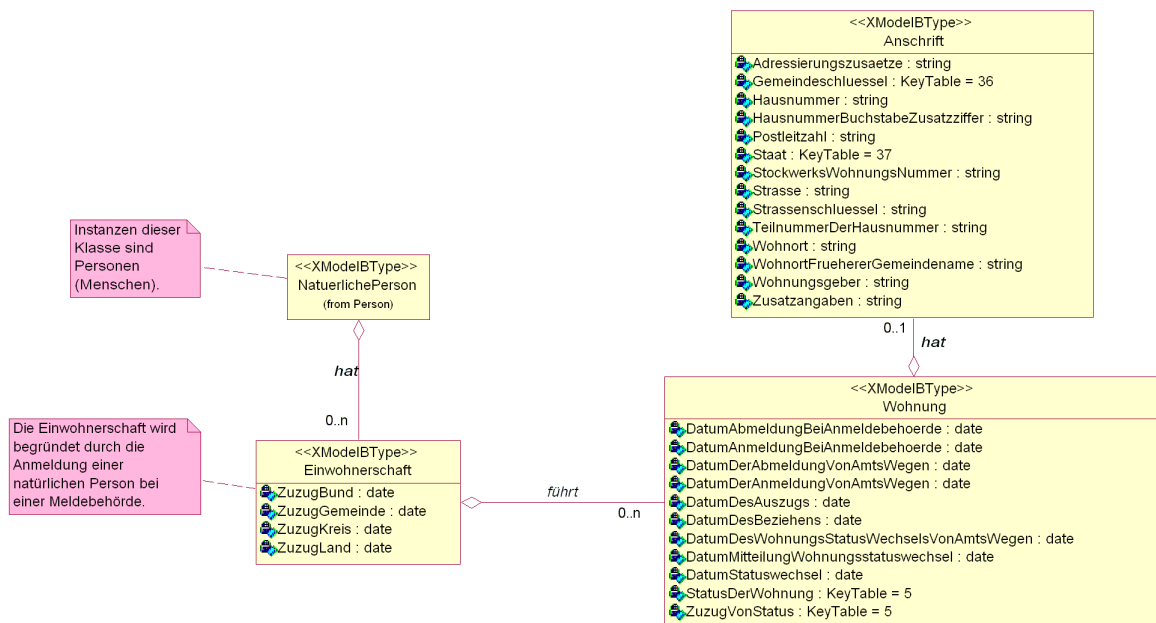 <<XModelBType>>
Anschrift
Adressierungszusaetze : string
Gemeindeschluessel : KeyTable = 36
Hausnummer : string
HausnummerBuchstabeZusatzziffer : string
Postleitzahl : string
Staat : KeyTable = 37
StockwerksWohnungsNummer : string
Strasse : string
Strassenschluessel : string
TeilnummerDerHausnummer : string
Wohnort : string
WohnortFruehererGemeindename : string
Wohnungsgeber : string
Zusatzangaben : string
Instanzen dieser
Klasse sind
Personen
(Menschen).
<<XModelBType>>
NatuerlichePerson
(from Person)
0..1
hat
hat
0..n
Die Einwohnerschaft wird
begründet durch die
Anmeldung einer
natürlichen Person bei
einer Meldebehörde.
<<XModelBType>>
Einwohnerschaft
ZuzugBund : date
ZuzugGemeinde : date
ZuzugKreis : date
ZuzugLand : date
führt
0..n
<<XModelBType>>
Wohnung
DatumAbmeldungBeiAnmeldebehoerde : date
DatumAnmeldungBeiAnmeldebehoerde : date
DatumDerAbmeldungVonAmtsWegen : date
DatumDerAnmeldungVonAmtsWegen : date
DatumDesAuszugs : date
DatumDesBeziehens : date
DatumDesWohnungsStatusWechselsVonAmtsWegen : date
DatumMitteilungWohnungsstatuswechsel : date
DatumStatuswechsel : date
StatusDerWohnung : KeyTable = 5
ZuzugVonStatus : KeyTable = 5